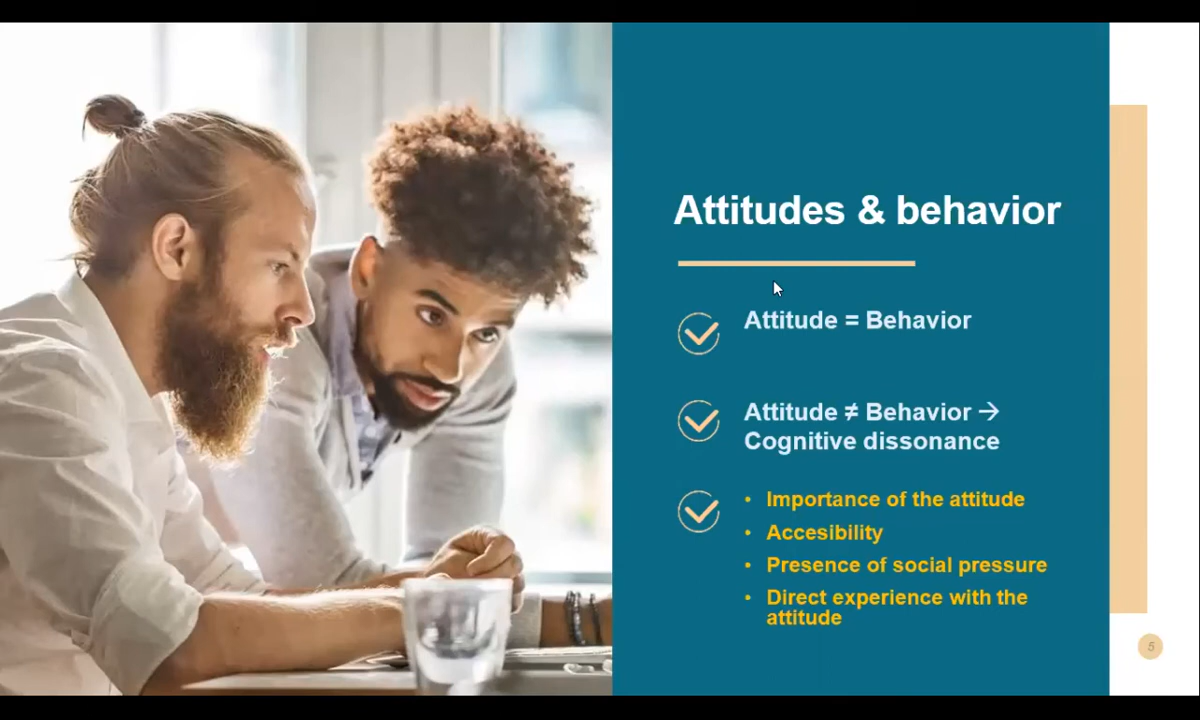 Attitudes & behavior
Attitude = Behavior
Attitude ≠ Behavior →
Cognitive dissonance
• Importance of the attitude
• Accesibility
• Presence of social pressure
• Direct experience with the
attitude
5